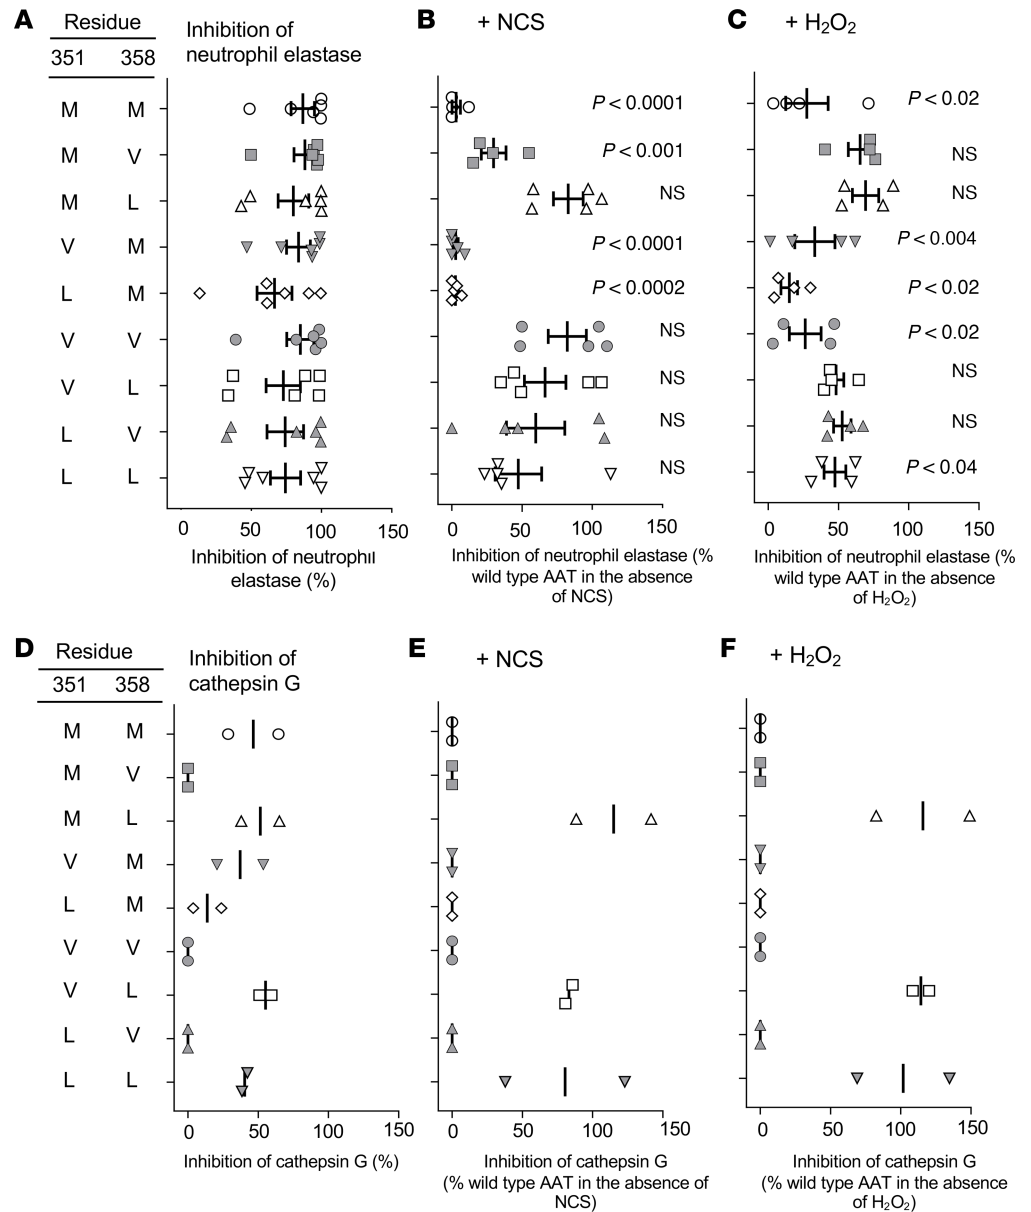 A
Residue
351 358
Inhibition of
neutrophil elastase
M M
M V
M L
V M
L M
V V
V L
L V
L L
0 50 100 150
Inhibition of neutrophil
elastase (%)
B
+ NCS
P < 0.0001
P < 0.001
NS
P < 0.0001
P < 0.0002
NS
NS
NS
NS
0 50 100 150
Inhibition of neutrophil elastase (%
wild type AAT in the absence
of NCS)
C
+ H₂O₂
P < 0.02
NS
NS
P < 0.004
P < 0.02
P < 0.02
NS
NS
P < 0.04
0 50 100 150
Inhibition of neutrophil elastase (%
wild type AAT in the absence
of H₂O₂)
D
Residue
351 358
Inhibition of
cathepsin G
M M
M V
M L
V M
L M
V V
V L
L V
L L
0 50 100 150
Inhibition of cathepsin G (%)
E
+ NCS
0 50 100 150
Inhibition of cathepsin G
(% wild type AAT in the absence of
NCS)
F
+ H₂O₂
0 50 100 150
Inhibition of cathepsin G
(% wild type AAT in the absence
of H₂O₂)